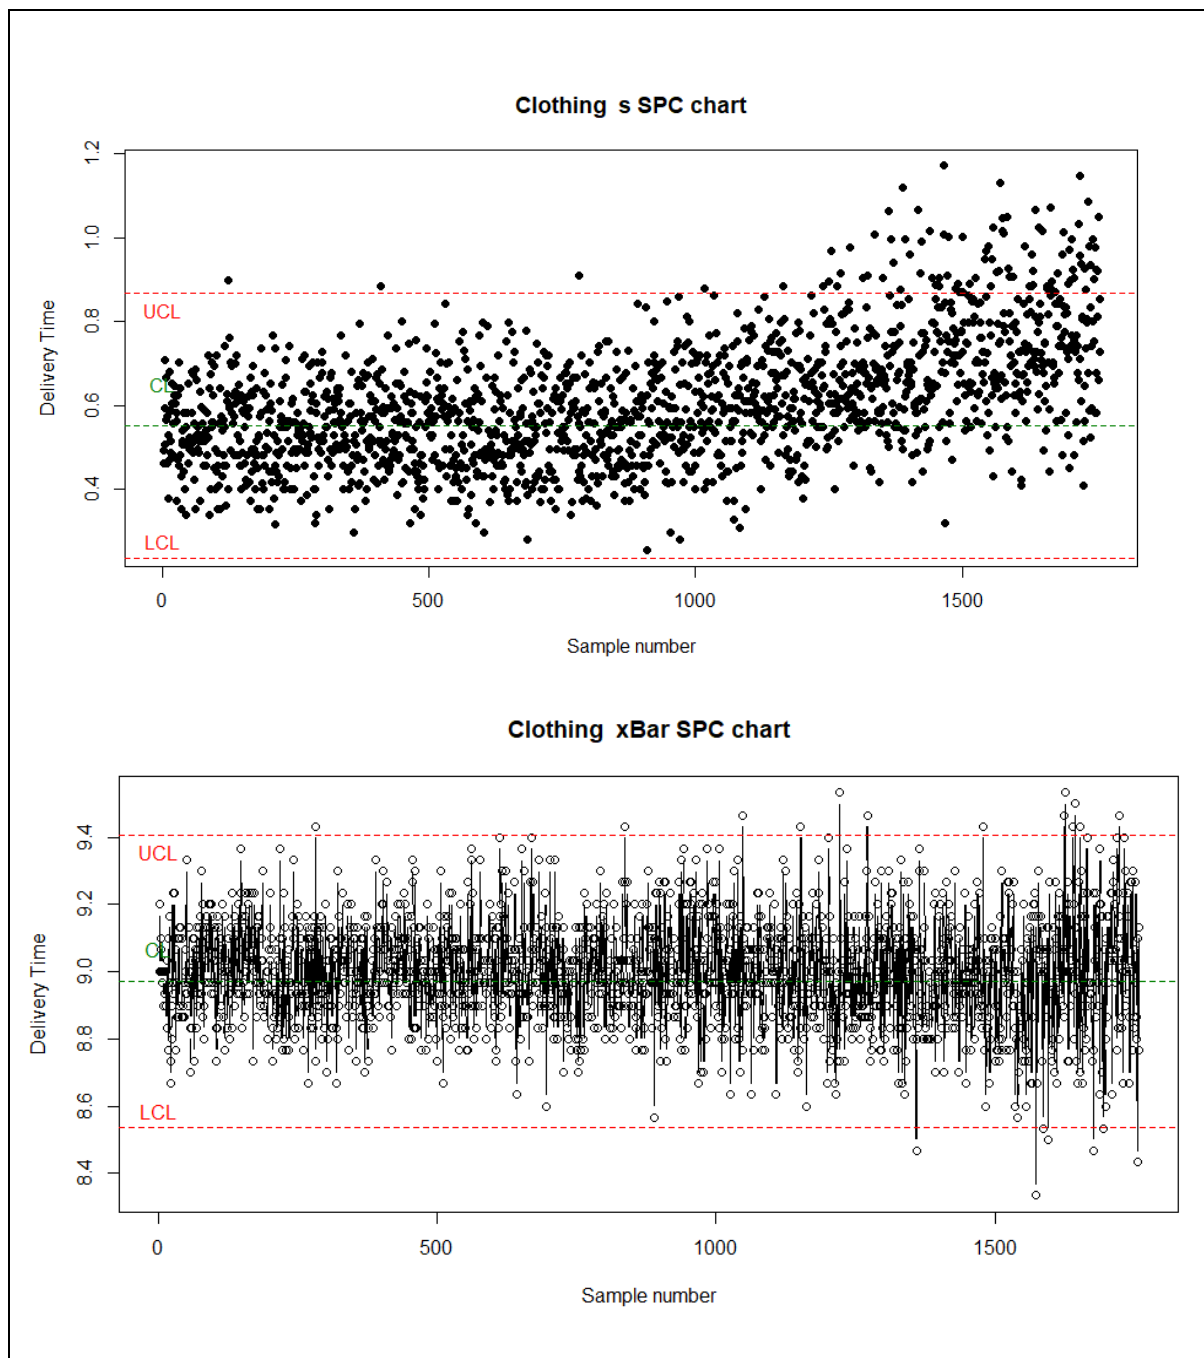 Clothing  s SPC chart
1.2
1.0
0.8
0.6
0.4
Delivery Time
UCL
CL
LCL
0 500 1000 1500
Sample number
Clothing  xBar SPC chart
9.4
9.2
9.0
8.8
8.6
8.4
Delivery Time
UCL
CL
LCL
0 500 1000 1500
Sample number